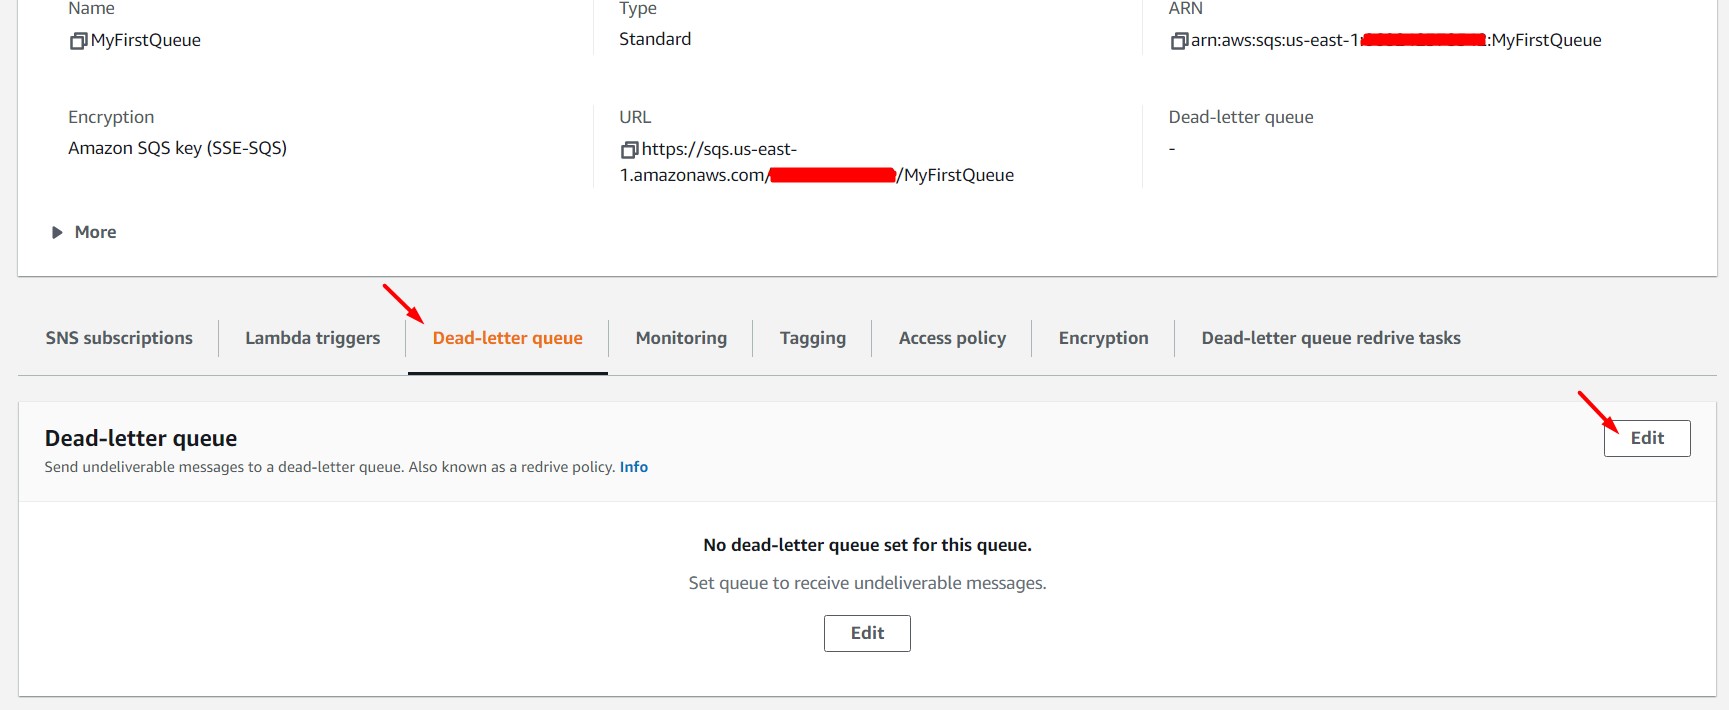 Name
MyFirstQueue
Type
Standard
ARN
arn:aws:sqs:us-east-1: :MyFirstQueue
Encryption
Amazon SQS key (SSE-SQS)
URL
https://sqs.us-east-
1.amazonaws.com/ /MyFirstQueue
Dead-letter queue
-
More
SNS subscriptions
Lambda triggers
Dead-letter queue
Monitoring
Tagging
Access policy
Encryption
Dead-letter queue redrive tasks
Dead-letter queue
Edit
Send undeliverable messages to a dead-letter queue. Also known as a redrive policy. Info
No dead-letter queue set for this queue.
Set queue to receive undeliverable messages.
Edit